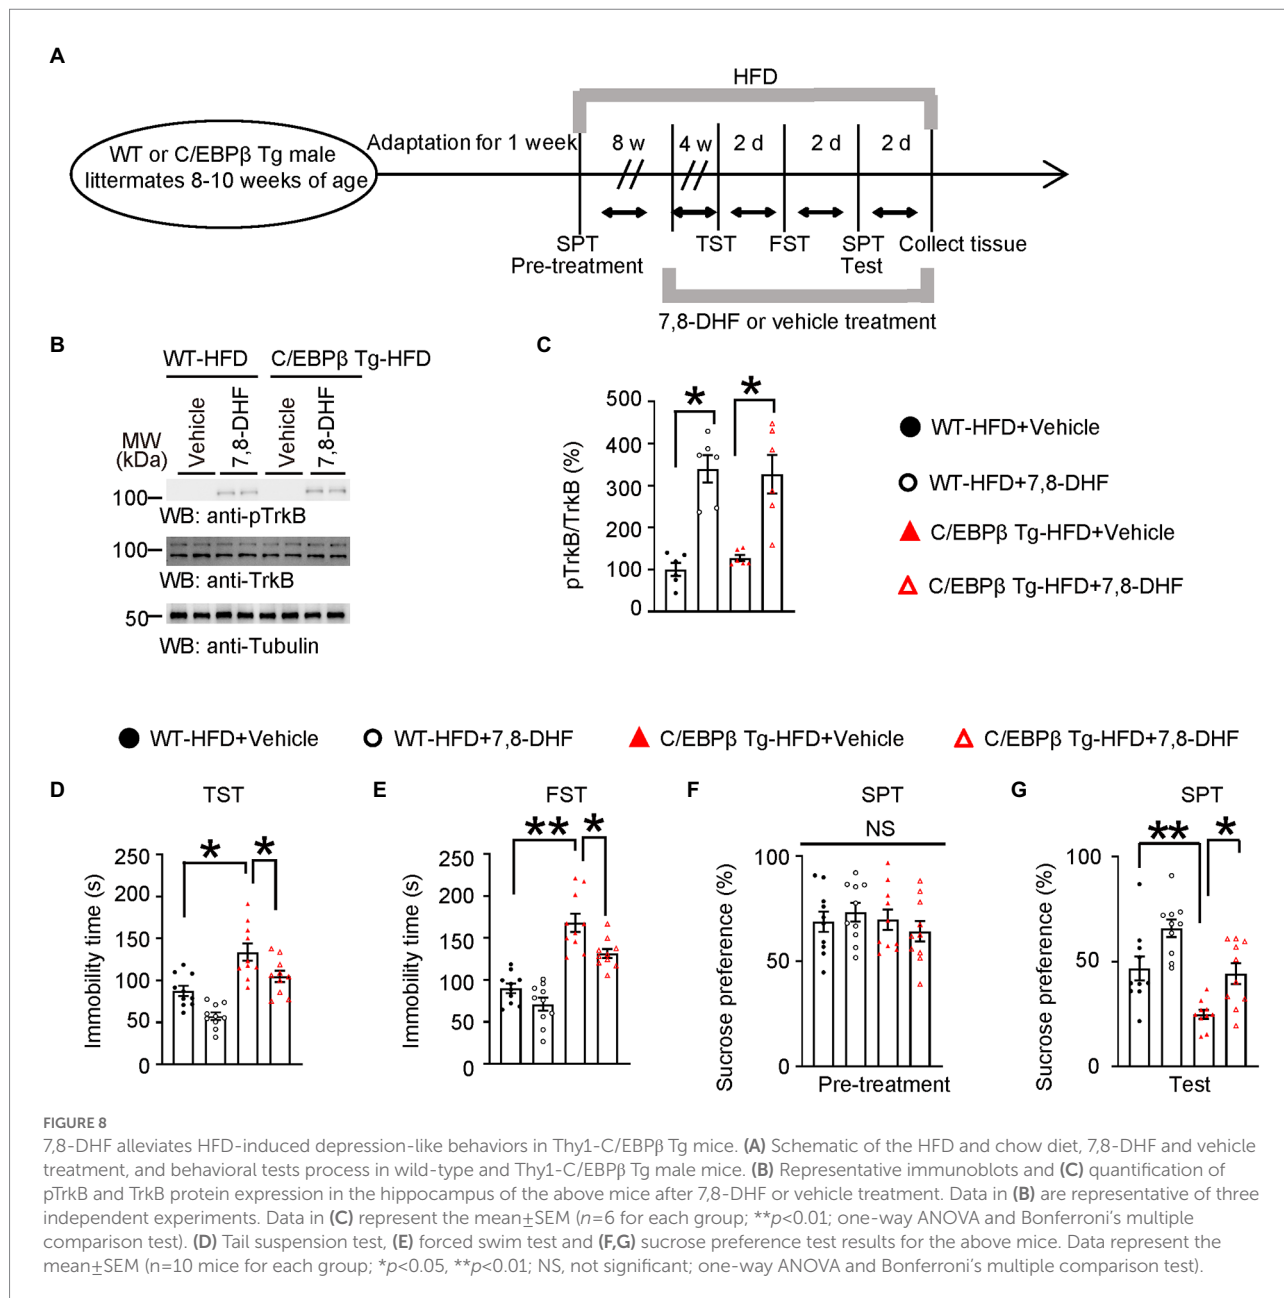 A
HFD
Adaptation for 1 week
8 w
4 w
2 d
2 d
2 d
WT or C/EBPβ Tg male
littermates 8-10 weeks of age
SPT
Pre-treatment
TST
FST
SPT
Test
Collect tissue
7,8-DHF or vehicle treatment
B
WT-HFD
C/EBPβ Tg-HFD
MW
(kDa)
Vehicle
7,8-DHF
Vehicle
7,8-DHF
100
WB: anti-pTrkB
100
WB: anti-TrkB
50
WB: anti-Tubulin
C
pTrkB/TrkB (%)
500
400
300
200
100
0
*
*
WT-HFD+Vehicle
WT-HFD+7,8-DHF
C/EBPβ Tg-HFD+Vehicle
C/EBPβ Tg-HFD+7,8-DHF
WT-HFD+Vehicle
WT-HFD+7,8-DHF
C/EBPβ Tg-HFD+Vehicle
C/EBPβ Tg-HFD+7,8-DHF
D
TST
Immobility time (s)
250
200
150
100
50
0
*
*
E
FST
Immobility time (s)
250
200
150
100
50
0
**
*
F
SPT
NS
Sucrose preference (%)
100
50
0
Pre-treatment
G
SPT
Sucrose preference (%)
100
50
0
**
*
Test
FIGURE 8
7,8-DHF alleviates HFD-induced depression-like behaviors in Thy1-C/EBPβ Tg mice. (A) Schematic of the HFD and chow diet, 7,8-DHF and vehicle
treatment, and behavioral tests process in wild-type and Thy1-C/EBPβ Tg male mice. (B) Representative immunoblots and (C) quantification of
pTrkB and TrkB protein expression in the hippocampus of the above mice after 7,8-DHF or vehicle treatment. Data in (B) are representative of three
independent experiments. Data in (C) represent the mean±SEM (n=6 for each group; **p<0.01; one-way ANOVA and Bonferroni's multiple
comparison test). (D) Tail suspension test, (E) forced swim test and (F,G) sucrose preference test results for the above mice. Data represent the
mean±SEM (n=10 mice for each group; *p<0.05, **p<0.01; NS, not significant; one-way ANOVA and Bonferroni's multiple comparison test).